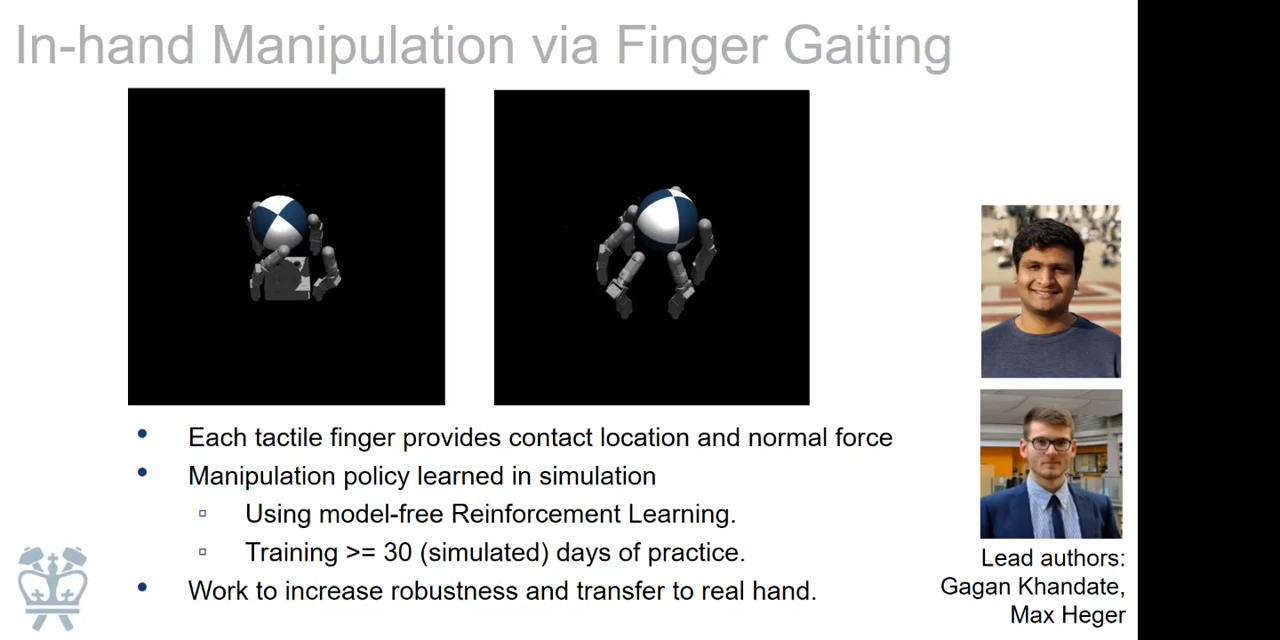 In-hand Manipulation via Finger Gaiting
• Each tactile finger provides contact location and normal force
• Manipulation policy learned in simulation
▫ Using model-free Reinforcement Learning.
▫ Training >= 30 (simulated) days of practice.
• Work to increase robustness and transfer to real hand.
Lead authors:
Gagan Khandate,
Max Heger